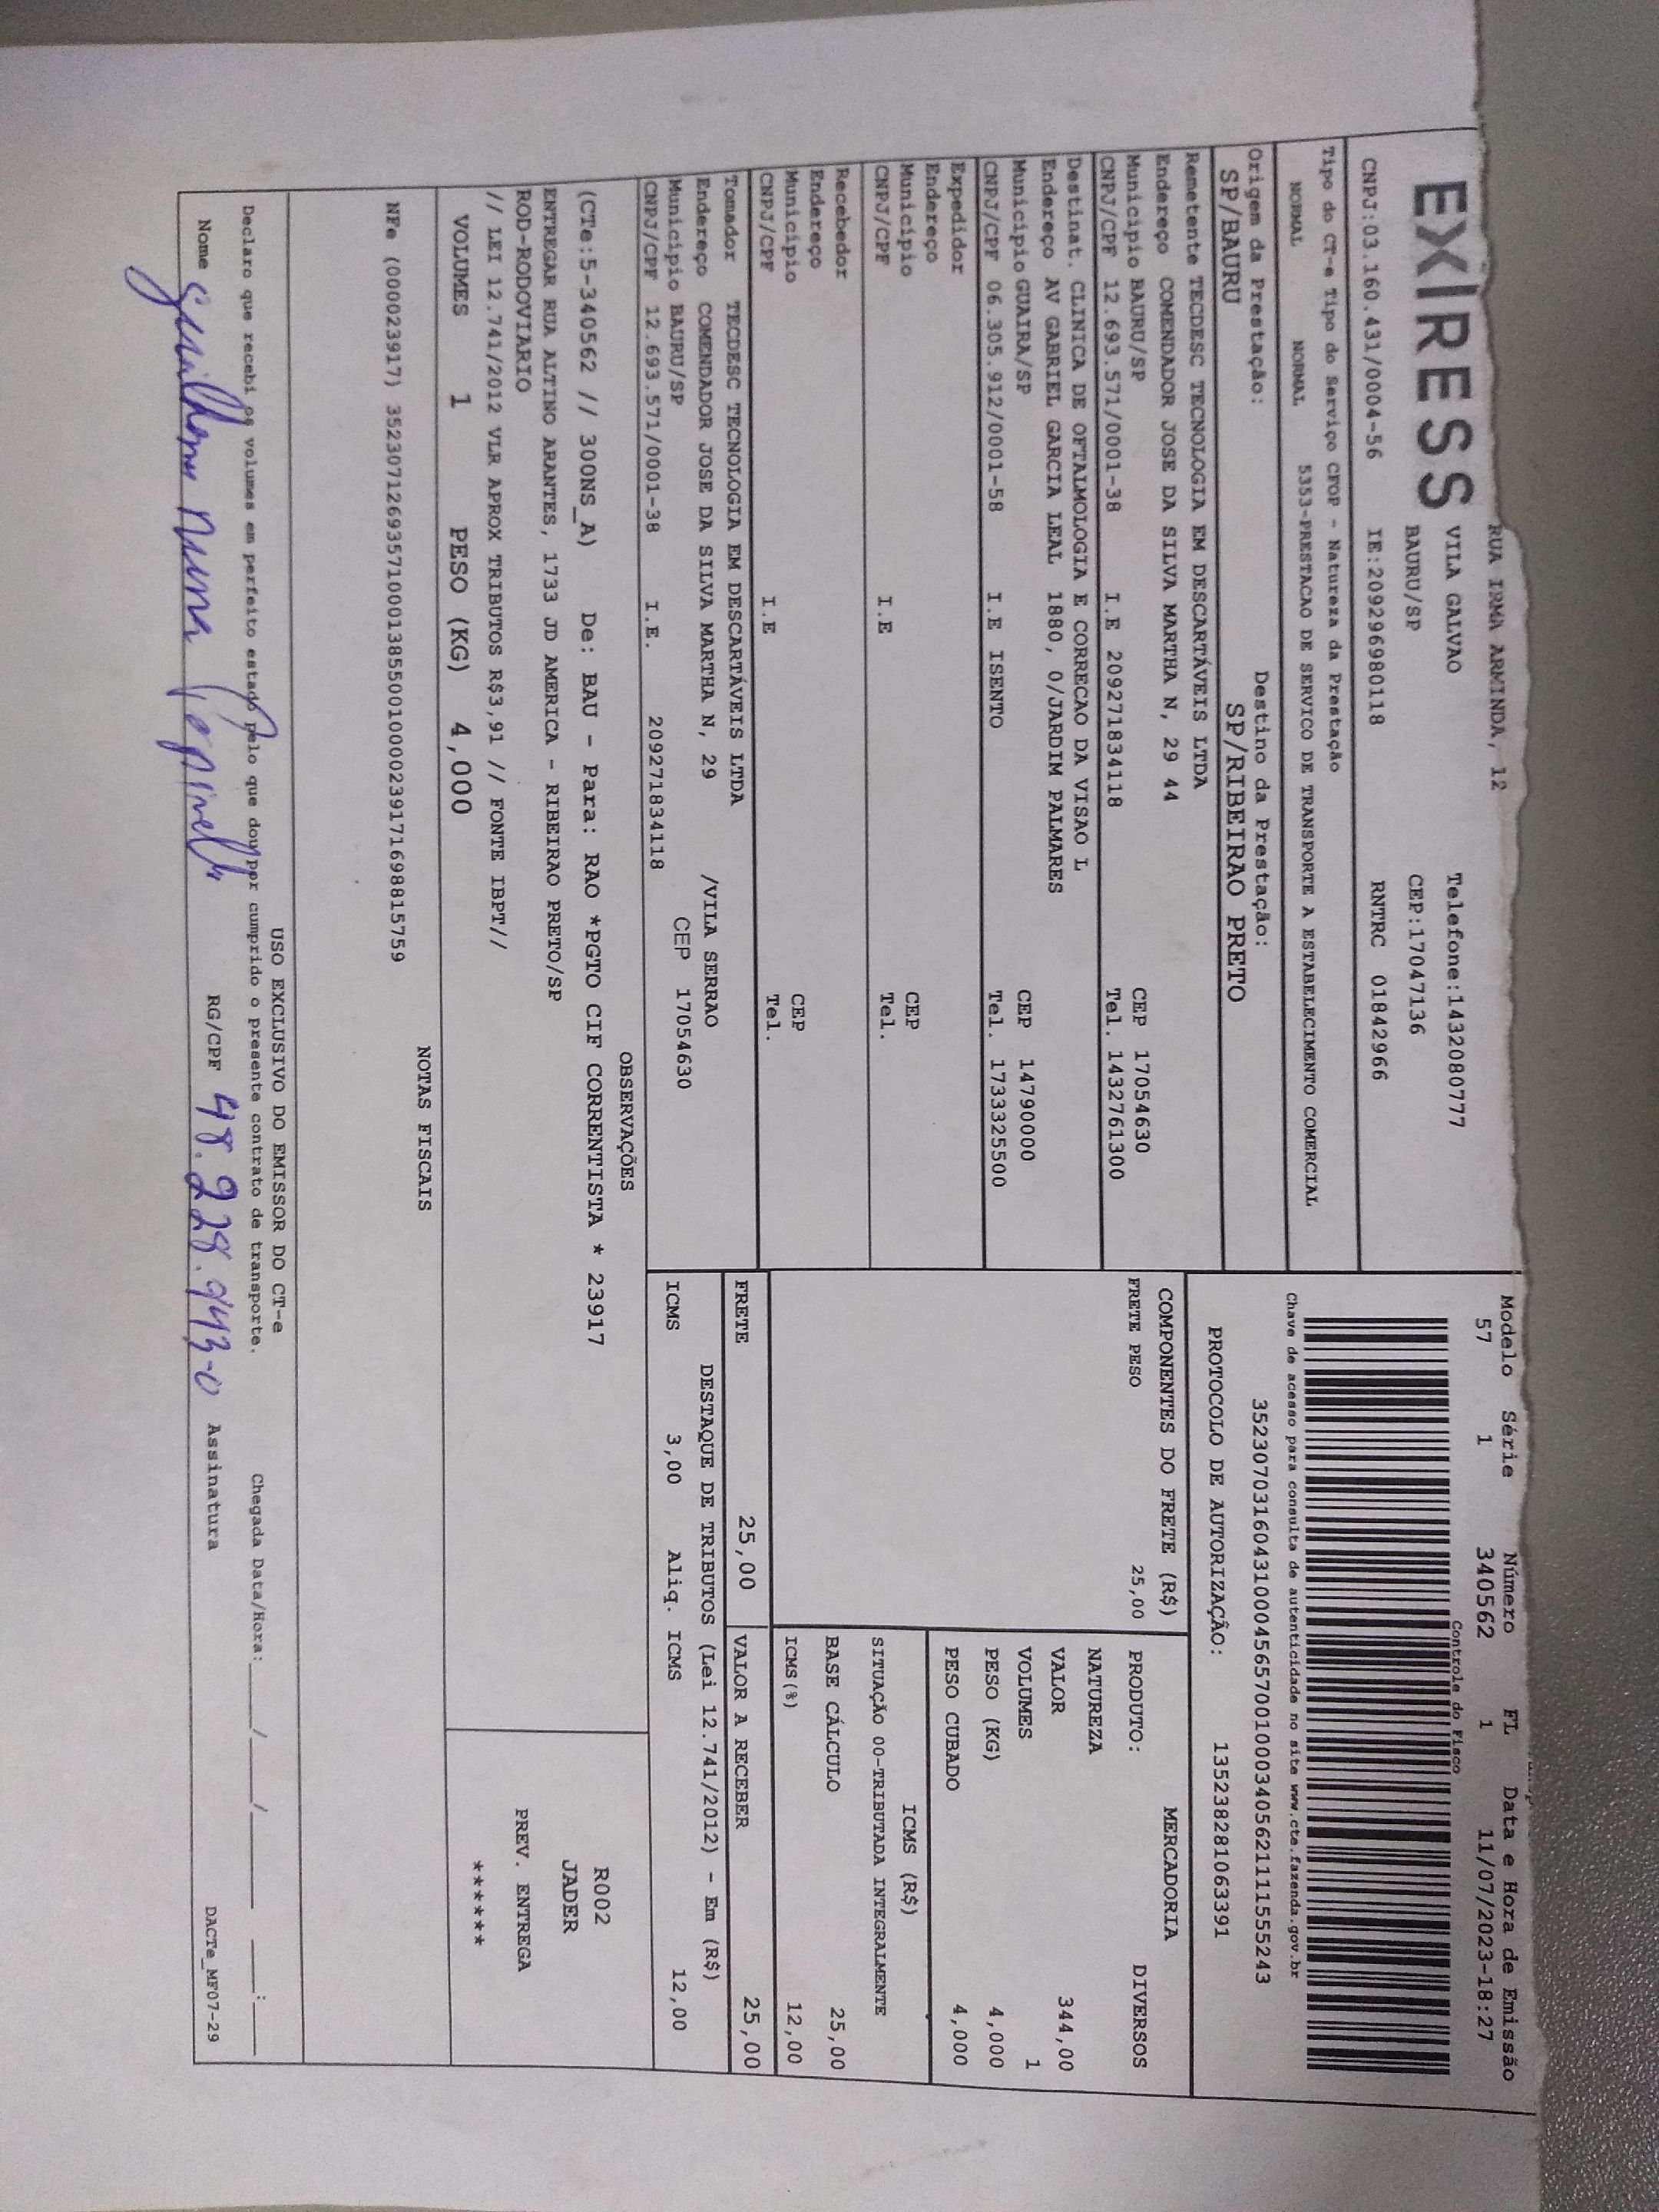 EXIRESS
RUA IRMA ARMINDA, 12
VILA GALVAO Telefone:1432080777
BAURU/SP CEP:17047136
CNPJ:03.160.431/0004-56 IE:209296980118 RNTRC 01842966
Modelo Série Número FL Data e Hora de Emissão
57 1 340562 1 11/07/2023-18:27
Controle do Fisco
Chave de acesso para consulta de autenticidade no site www.cte.fazenda.gov.br
35230703160431000456570010003405621111555243
PROTOCOLO DE AUTORIZAÇÃO: 135238281063391
Tipo do CT-e Tipo do Serviço CFOP - Natureza da Prestação
NORMAL NORMAL 5353-PRESTACAO DE SERVICO DE TRANSPORTE A ESTABELECIMENTO COMERCIAL
Origem da Prestação: Destino da Prestação:
SP/BAURU SP/RIBEIRAO PRETO
Remetente TECDESC TECNOLOGIA EM DESCARTÁVEIS LTDA
Endereço COMENDADOR JOSE DA SILVA MARTHA N, 29 44
Municipio BAURU/SP CEP 17054630
CNPJ/CPF 12.693.571/0001-38 I.E 209271834118 Tel. 1432761300
Destinat. CLINICA DE OFTALMOLOGIA E CORRECAO DA VISAO L
Endereço AV GABRIEL GARCIA LEAL 1880, 0/JARDIM PALMARES
Municipio GUAIRA/SP CEP 14790000
CNPJ/CPF 06.305.912/0001-58 I.E ISENTO Tel. 1733325500
Expedidor
Endereço
Municipio CEP
CNPJ/CPF I.E Tel.
Recebedor
Endereço
Municipio CEP
CNPJ/CPF I.E Tel.
Tomador TECDESC TECNOLOGIA EM DESCARTÁVEIS LTDA
Endereço COMENDADOR JOSE DA SILVA MARTHA N, 29 /VILA SERRAO
Municipio BAURU/SP CEP 17054630
CNPJ/CPF 12.693.571/0001-38 I.E. 209271834118
COMPONENTES DO FRETE (R$)
FRETE PESO 25,00
MERCADORIA
PRODUTO: DIVERSOS
NATUREZA
VALOR 344,00
VOLUMES 1
PESO (KG) 4,000
PESO CUBADO 4,000
ICMS (R$)
SITUAÇÃO 00-TRIBUTADA INTEGRALMENTE
BASE CÁLCULO 25,00
ICMS(%) 12,00
FRETE 25,00 VALOR A RECEBER 25,00
DESTAQUE DE TRIBUTOS (Lei 12.741/2012) - Em (R$)
ICMS 3,00 Aliq. ICMS 12,00
OBSERVAÇÕES
(CTe:5-340562 // 300NS_A) De: BAU - Para: RAO *PGTO CIF CORRENTISTA * 23917
ENTREGAR RUA ALTINO ARANTES, 1733 JD AMERICA - RIBEIRAO PRETO/SP
ROD-RODOVIARIO
// LEI 12.741/2012 VLR APROX TRIBUTOS R$3,91 // FONTE IBPT//
R002
JADER
PREV. ENTREGA
*******
VOLUMES 1 PESO (KG) 4,000
NOTAS FISCAIS
NFe (000023917) 35230712693571000138550010000239171698815759
USO EXCLUSIVO DO EMISSOR DO CT-e
Declaro que recebi os volumes em perfeito estado pelo que dou por cumprido o presente contrato de transporte. Chegada Data/Hora:____/____/______ ____:____
Nome RG/CPF 48.228.943-0 Assinatura
DACTe_MF07-29